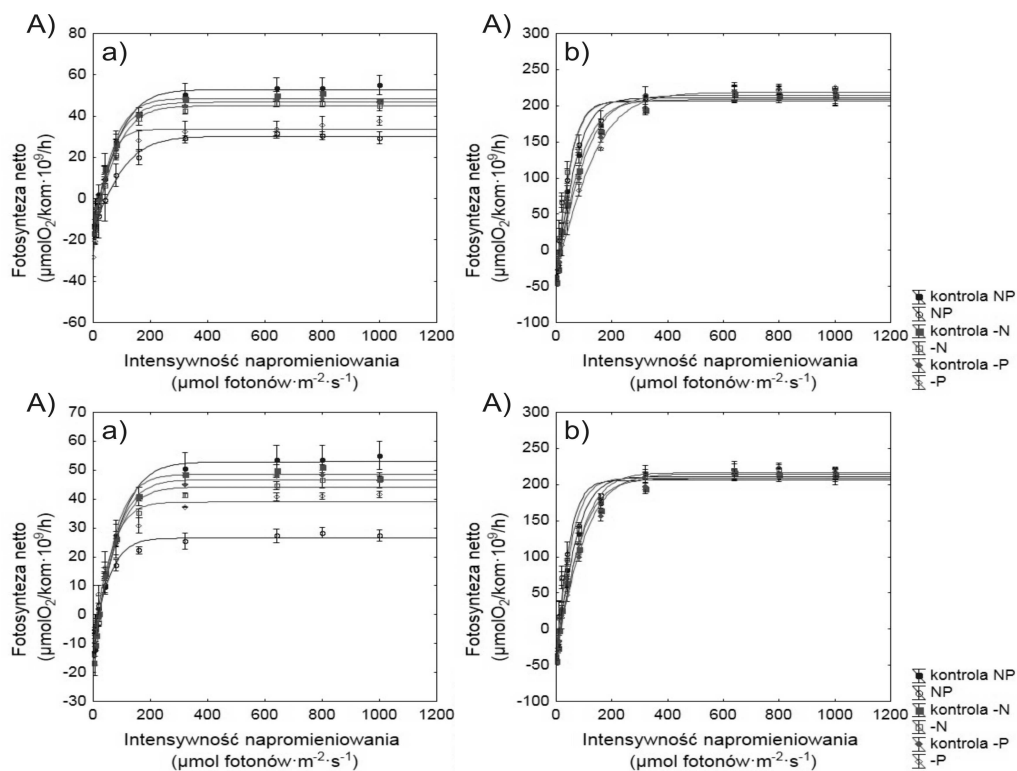 A)
a)
Fotosynteza netto
(µmolO₂/kom·10⁹/h)
80
60
40
20
0
-20
-40
-60
0 200 400 600 800 1000 1200
Intensywność napromieniowania
(µmol fotonów·m⁻²·s⁻¹)
A)
b)
Fotosynteza netto
(µmolO₂/kom·10⁹/h)
300
250
200
150
100
50
0
-50
-100
0 200 400 600 800 1000 1200
Intensywność napromieniowania
(µmol fotonów·m⁻²·s⁻¹)
kontrola NP
NP
kontrola -N
-N
kontrola -P
-P
A)
a)
Fotosynteza netto
(µmolO₂/kom·10⁹/h)
70
60
50
40
30
20
10
0
-10
-20
-30
0 200 400 600 800 1000 1200
Intensywność napromieniowania
(µmol fotonów·m⁻²·s⁻¹)
A)
b)
Fotosynteza netto
(µmolO₂/kom·10⁹/h)
300
250
200
150
100
50
0
-50
-100
0 200 400 600 800 1000 1200
Intensywność napromieniowania
(µmol fotonów·m⁻²·s⁻¹)
kontrola NP
NP
kontrola -N
-N
kontrola -P
-P